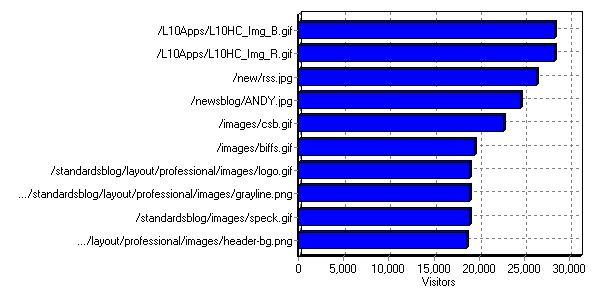 /L10Apps/L10HC_Img_B.gif
/L10Apps/L10HC_Img_R.gif
/new/rss.jpg
/newsblog/ANDY.jpg
/images/csb.gif
/images/biffs.gif
/standardsblog/layout/professional/images/logo.gif
.../standardsblog/layout/professional/images/grayline.png
/standardsblog/images/speck.gif
.../layout/professional/images/header-bg.png
0 5,000 10,000 15,000 20,000 25,000 30,000
Visitors